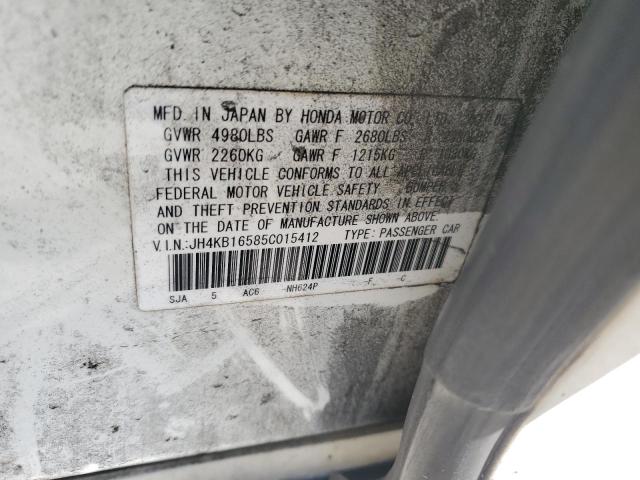 MFD. IN JAPAN BY HONDA MOTOR CO.
GVWR 4980LBS GAWR F 2680LBS R
GVWR 2260KG GAWR F 1215KG R
THIS VEHICLE CONFORMS TO ALL
FEDERAL MOTOR VEHICLE SAFETY, BUMPER,
AND THEFT PREVENTION STANDARDS IN EFFECT
ON THE DATE OF MANUFACTURE SHOWN ABOVE.
V.I.N.:JH4KB16585C015412 TYPE: PASSENGER CAR
SJA 5 AC6 NH624P F C